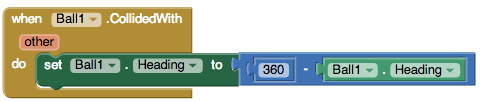 when Ball1 .CollidedWith
other
do set Ball1 . Heading to 360 - Ball1 . Heading